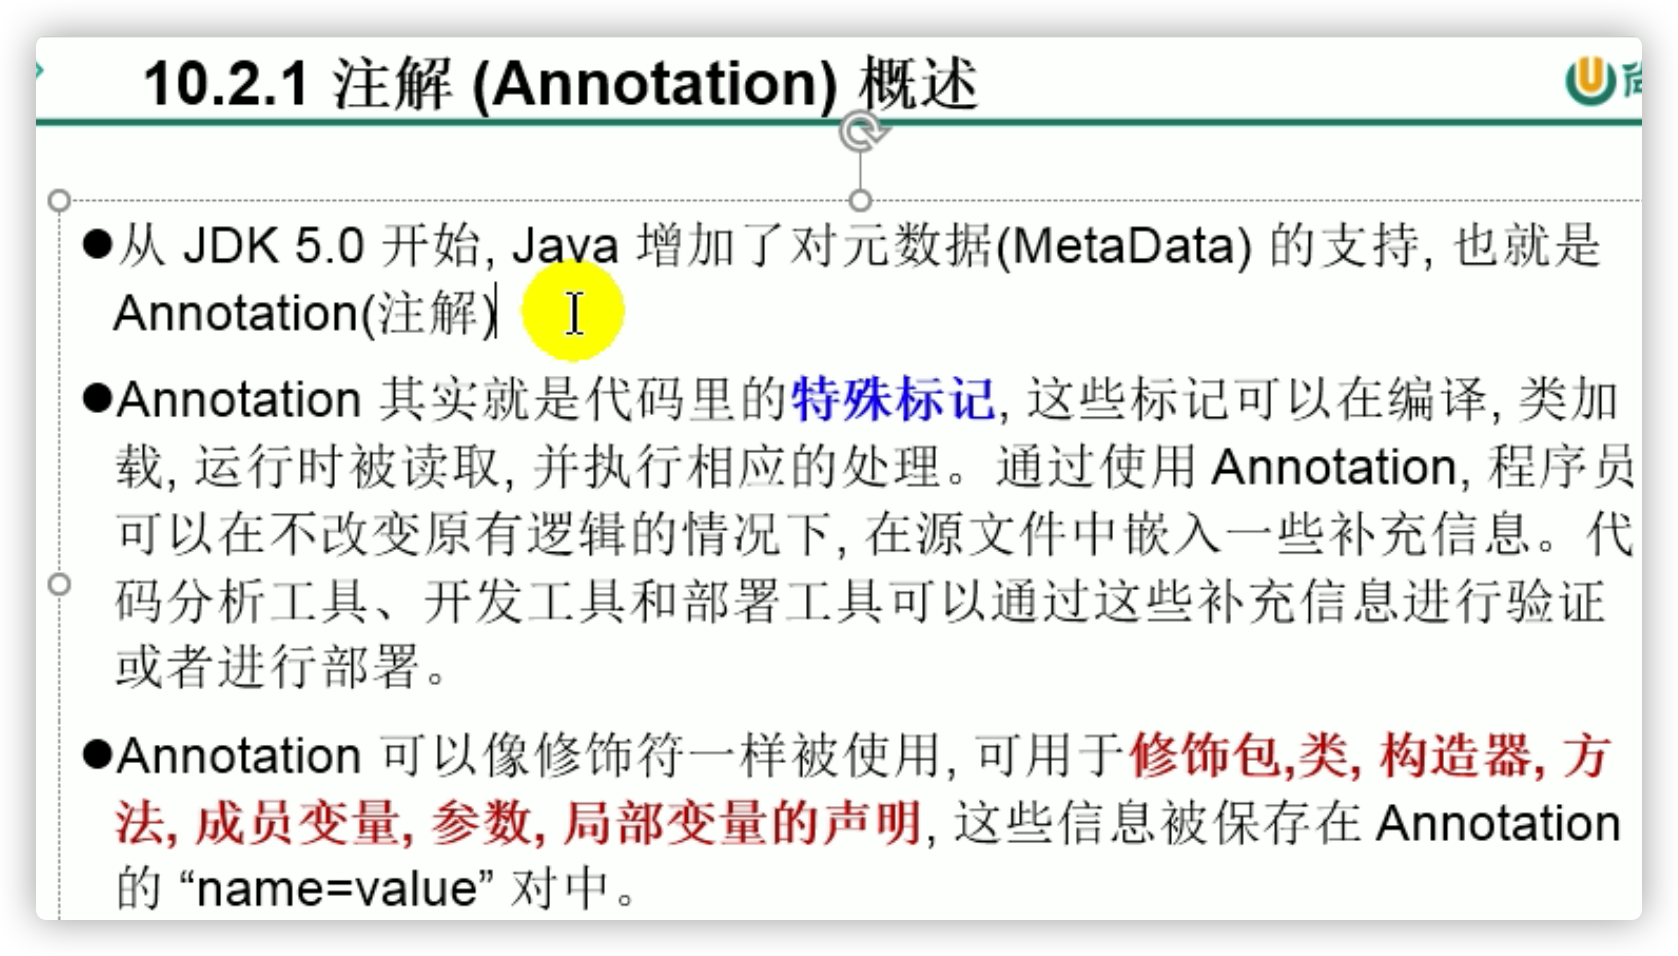 10.2.1 注解 (Annotation) 概述
●从 JDK 5.0 开始, Java 增加了对元数据(MetaData) 的支持, 也就是
Annotation(注解)
●Annotation 其实就是代码里的特殊标记, 这些标记可以在编译, 类加
载, 运行时被读取, 并执行相应的处理。通过使用 Annotation, 程序员
可以在不改变原有逻辑的情况下, 在源文件中嵌入一些补充信息。代
码分析工具、开发工具和部署工具可以通过这些补充信息进行验证
或者进行部署。
●Annotation 可以像修饰符一样被使用, 可用于修饰包,类, 构造器, 方
法, 成员变量, 参数, 局部变量的声明, 这些信息被保存在 Annotation
的 “name=value” 对中。